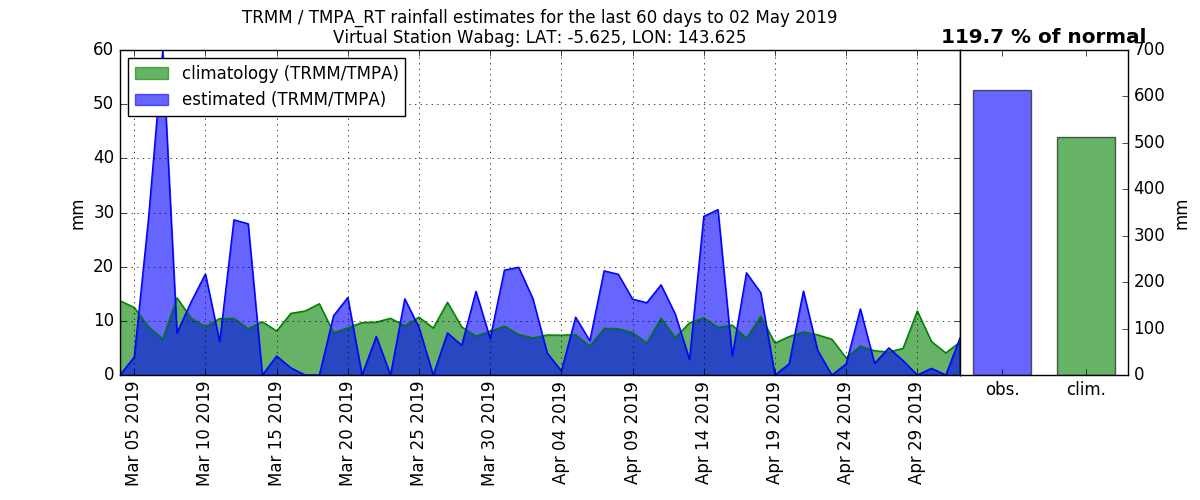 TRMM / TMPA_RT rainfall estimates for the last 60 days to 02 May 2019
Virtual Station Wabag: LAT: -5.625, LON: 143.625
119.7 % of normal
climatology (TRMM/TMPA)
estimated (TRMM/TMPA)
mm
60
50
40
30
20
10
0
Mar 05 2019
Mar 10 2019
Mar 15 2019
Mar 20 2019
Mar 25 2019
Mar 30 2019
Apr 04 2019
Apr 09 2019
Apr 14 2019
Apr 19 2019
Apr 24 2019
Apr 29 2019
obs.
clim.
700
600
500
400
300
200
100
0
mm